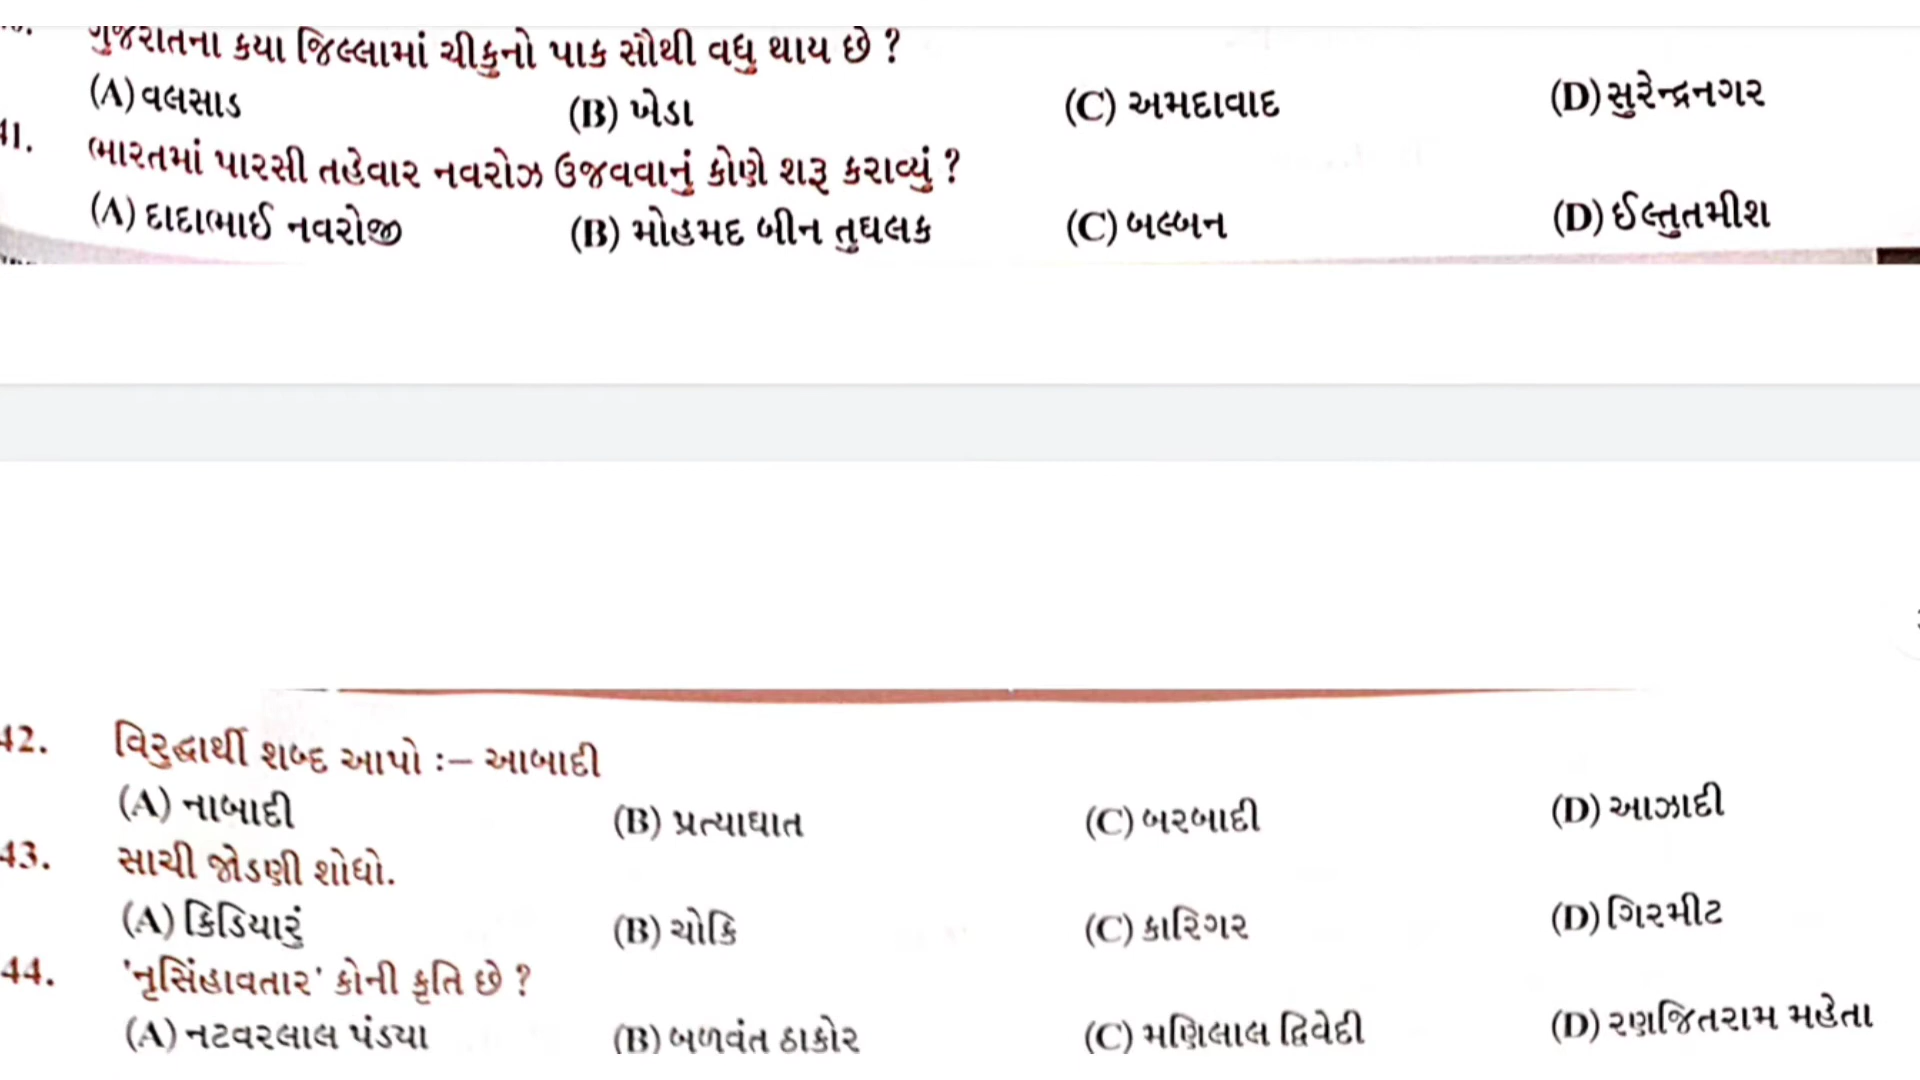 ગુજરાતના કયા જિલ્લામાં ચીકુનો પાક સૌથી વધુ થાય છે ?
(A) વલસાડ (B) ખેડા (C) અમદાવાદ (D) સુરેન્દ્રનગર
41. ભારતમાં પારસી તહેવાર નવરોઝ ઉજવવાનું કોણે શરૂ કરાવ્યું ?
(A) દાદાભાઈ નવરોજી (B) મોહમદ બીન તુઘલક (C) બલ્બન (D) ઈલ્તુતમીશ
42. વિરુદ્ધાર્થી શબ્દ આપો :– આબાદી
(A) નાબાદી (B) પ્રત્યાઘાત (C) બરબાદી (D) આઝાદી
43. સાચી જોડણી શોધો.
(A) કિડિયારું (B) ચોકિ (C) કારિગર (D) ગિરમીટ
44. 'નૃસિંહાવતાર' કોની કૃતિ છે ?
(A) નટવરલાલ પંડયા (B) બળવંત ઠાકોર (C) મણિલાલ દ્વિવેદી (D) રણજિતરામ મહેતા